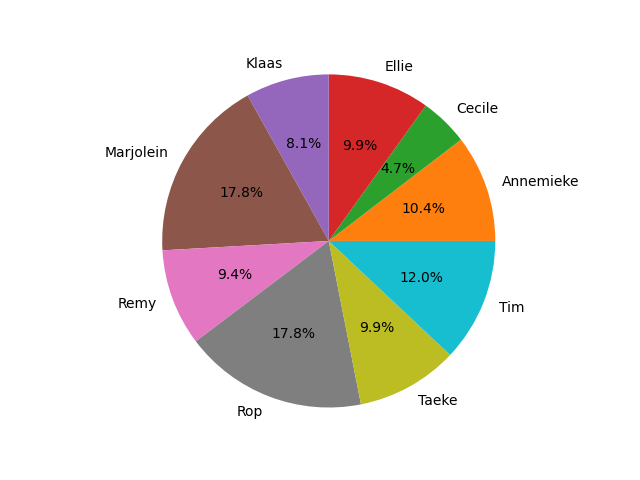 Klaas
Ellie
Cecile
Marjolein
Annemieke
8.1%
9.9%
4.7%
17.8%
10.4%
9.4%
12.0%
Remy
17.8%
9.9%
Tim
Rop
Taeke